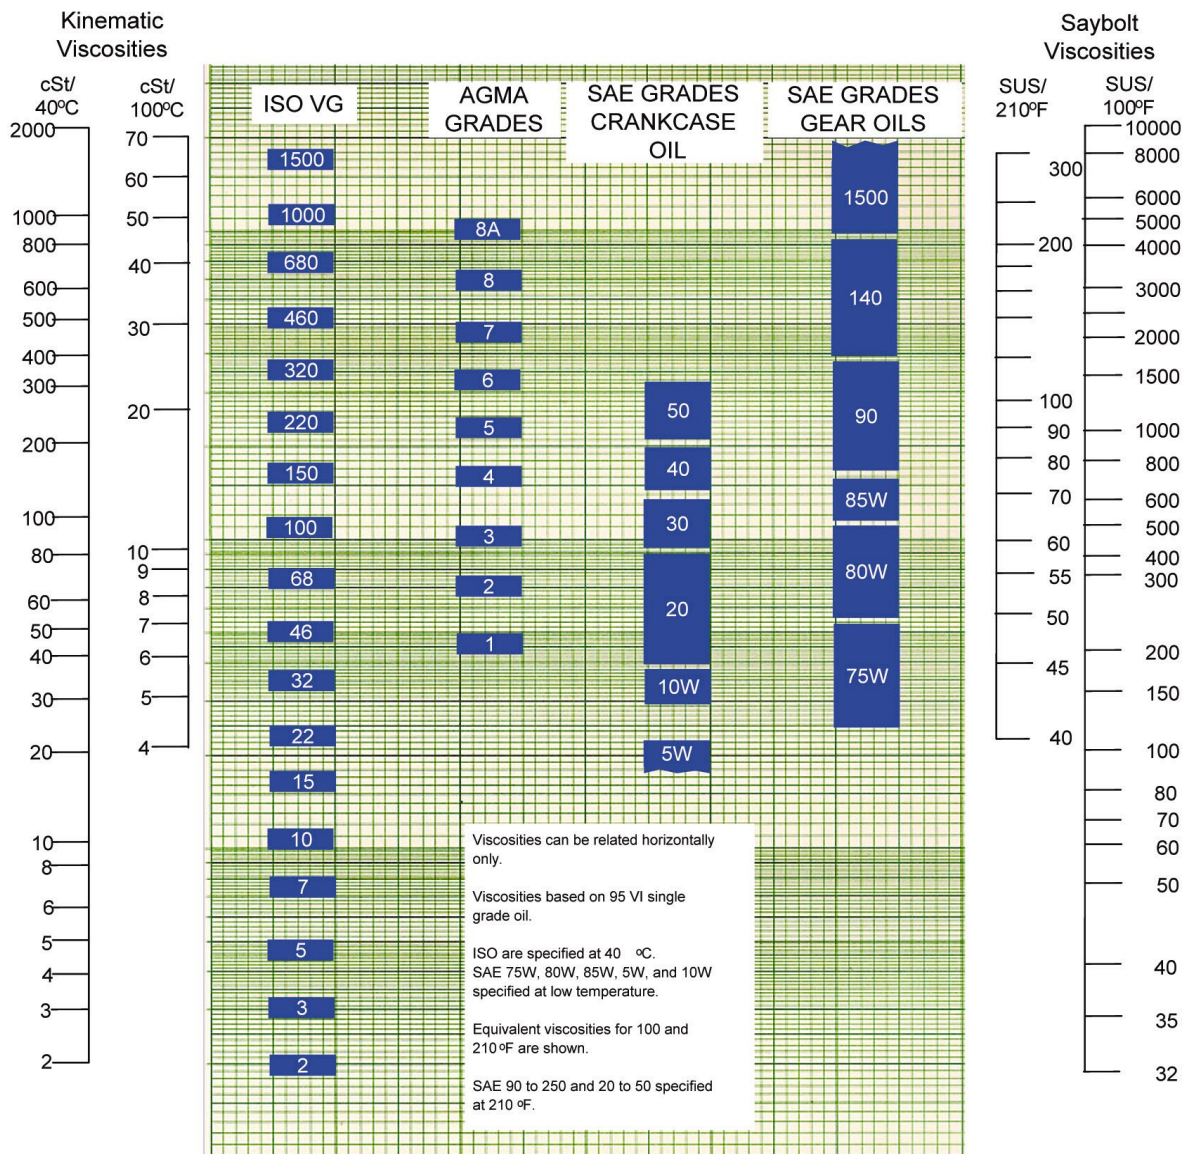 Kinematic
Viscosities
Saybolt
Viscosities
cSt/
40ºC
cSt/
100ºC
ISO VG
AGMA
GRADES
SAE GRADES
CRANKCASE
OIL
SAE GRADES
GEAR OILS
SUS/
210ºF
SUS/
100ºF
2000
1000
800
600
500
400
300
200
100
80
60
50
40
30
20
10
8
6
5
4
3
2
70
60
50
40
30
20
10
9
8
7
6
5
4
1500
1000
680
460
320
220
150
100
68
46
32
22
15
10
7
5
3
2
8A
8
7
6
5
4
3
2
1
50
40
30
20
10W
5W
1500
140
90
85W
80W
75W
300
200
100
90
80
70
60
55
50
45
40
10000
8000
6000
5000
4000
3000
2000
1500
1000
800
600
500
400
300
200
150
100
80
70
60
50
40
35
32
Viscosities can be related horizontally
only.
Viscosities based on 95 VI single
grade oil.
ISO are specified at 40 ºC.
SAE 75W, 80W, 85W, 5W, and 10W
specified at low temperature.
Equivalent viscosities for 100 and
210ºF are shown.
SAE 90 to 250 and 20 to 50 specified
at 210 ºF.